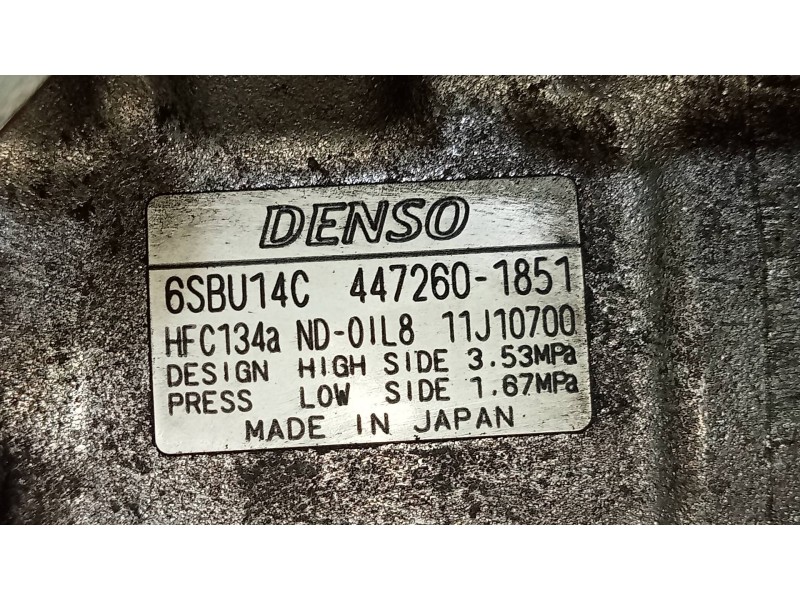 DENSO
6SBU14C 447260-1851
HFC134a ND-OIL8 11J10700
DESIGN HIGH SIDE 3.53MPa
PRESS LOW SIDE 1.67MPa
MADE IN JAPAN